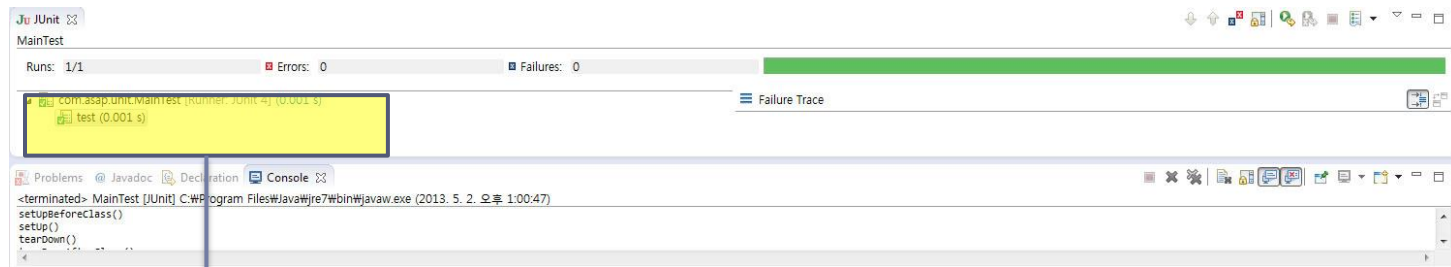 Ju JUnit
MainTest
Runs: 1/1 Errors: 0 Failures: 0
com.asap.unit.MainTest [Runner: JUnit 4] (0.001 s)
test (0.001 s)
Failure Trace
Problems @ Javadoc Declaration Console
<terminated> MainTest [JUnit] C:₩Program Files₩Java₩jre7₩bin₩javaw.exe (2013. 5. 2. 오후 1:00:47)
setUpBeforeClass()
setUp()
tearDown()